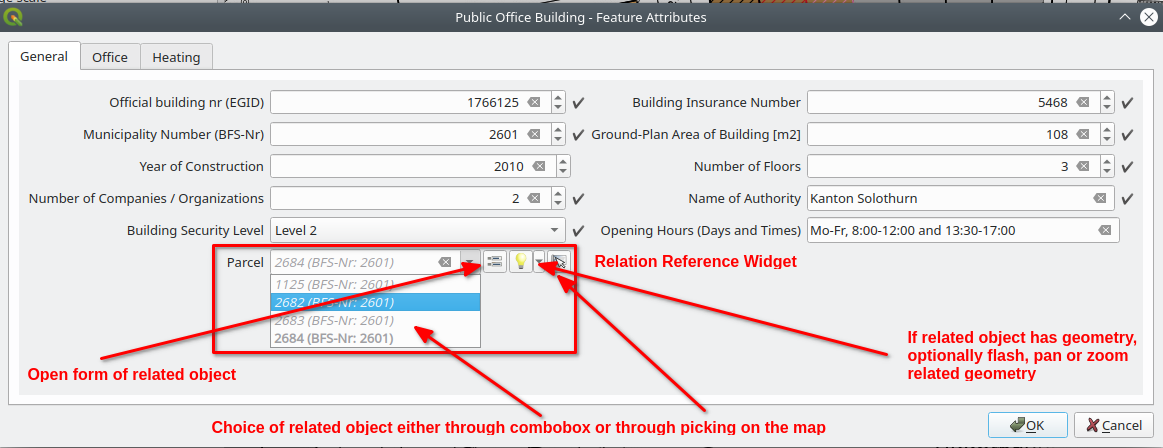 Public Office Building - Feature Attributes
General Office Heating
Official building nr (EGID) 1766125 Building Insurance Number 5468
Municipality Number (BFS-Nr) 2601 Ground-Plan Area of Building [m2] 108
Year of Construction 2010 Number of Floors 3
Number of Companies / Organizations 2 Name of Authority Kanton Solothurn
Building Security Level Level 2 Opening Hours (Days and Times) Mo-Fr, 8:00-12:00 and 13:30-17:00
Parcel 2684 (BFS-Nr: 2601) Relation Reference Widget
1125 (BFS-Nr: 2601)
2682 (BFS-Nr: 2601)
2683 (BFS-Nr: 2601)
2684 (BFS-Nr: 2601)
If related object has geometry,
optionally flash, pan or zoom
related geometry
Open form of related object
Choice of related object either through combobox or through picking on the map
OK Cancel